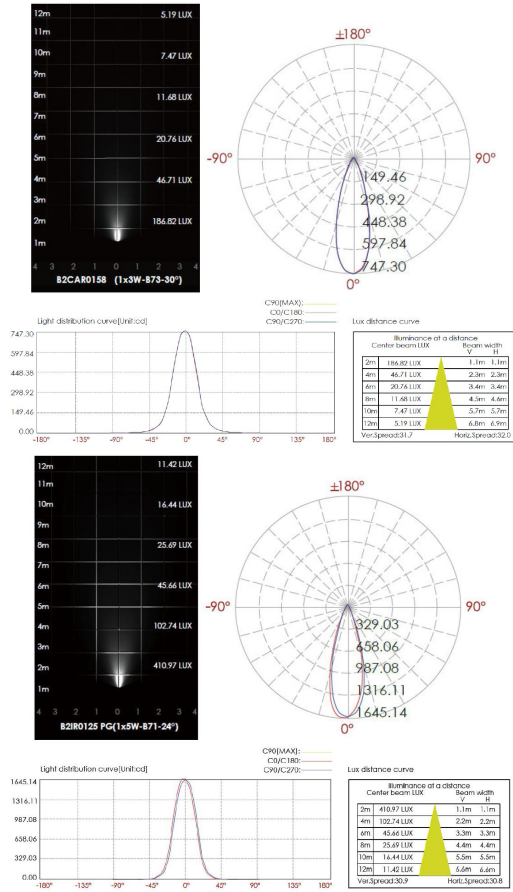 12m 5.19 LUX
11m
10m 7.47 LUX
9m
8m 11.68 LUX
7m
6m 20.76 LUX
5m
4m 46.71 LUX
3m
2m 186.82 LUX
1m
4 3 2 1 0 1 2 3 4
B2CAR0158 (1x3W-B73-30°)
±180°
-90° 90°
149.46
298.92
448.38
597.84
747.30
0°
C90(MAX):
C0/C180:
C90/C270:
Light distribution curve[Unit:cd]
747.30
597.84
448.38
298.92
149.46
0.00
-180° -135° -90° -45° 0° 45° 90° 135° 180°
Lux distance curve
Illuminance at a distance
Center beam LUX Beam width
V H
2m 186.82 LUX 1.1m 1.1m
4m 46.71 LUX 2.3m 2.3m
6m 20.76 LUX 3.4m 3.4m
8m 11.68 LUX 4.5m 4.6m
10m 7.47 LUX 5.7m 5.7m
12m 5.19 LUX 6.8m 6.9m
Ver.Spread:31.7 Horiz.Spread:32.0
12m 11.42 LUX
11m
10m 16.44 LUX
9m
8m 25.69 LUX
7m
6m 45.66 LUX
5m
4m 102.74 LUX
3m
2m 410.97 LUX
1m
4 3 2 1 0 1 2 3 4
B2IR0125 PG(1x5W-B71-24°)
±180°
-90° 90°
329.03
658.06
987.08
1316.11
1645.14
0°
C90(MAX):
C0/C180:
C90/C270:
Light distribution curve[Unit:cd]
1645.14
1316.11
987.08
658.06
329.03
0.00
-180° -135° -90° -45° 0° 45° 90° 135° 180°
Lux distance curve
Illuminance at a distance
Center beam LUX Beam width
V H
2m 410.97 LUX 1.1m 1.1m
4m 102.74 LUX 2.2m 2.2m
6m 45.66 LUX 3.3m 3.3m
8m 25.69 LUX 4.4m 4.4m
10m 16.44 LUX 5.5m 5.5m
12m 11.42 LUX 6.6m 6.6m
Ver.Spread:30.9 Horiz.Spread:30.8